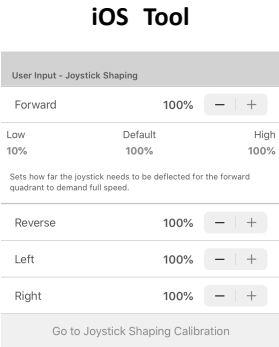 iOS Tool
User Input - Joystick Shaping
Forward 100% − +
Low Default High
10% 100% 100%
Sets how far the joystick needs to be deflected for the forward
quadrant to demand full speed.
Reverse 100% − +
Left 100% − +
Right 100% − +
Go to Joystick Shaping Calibration